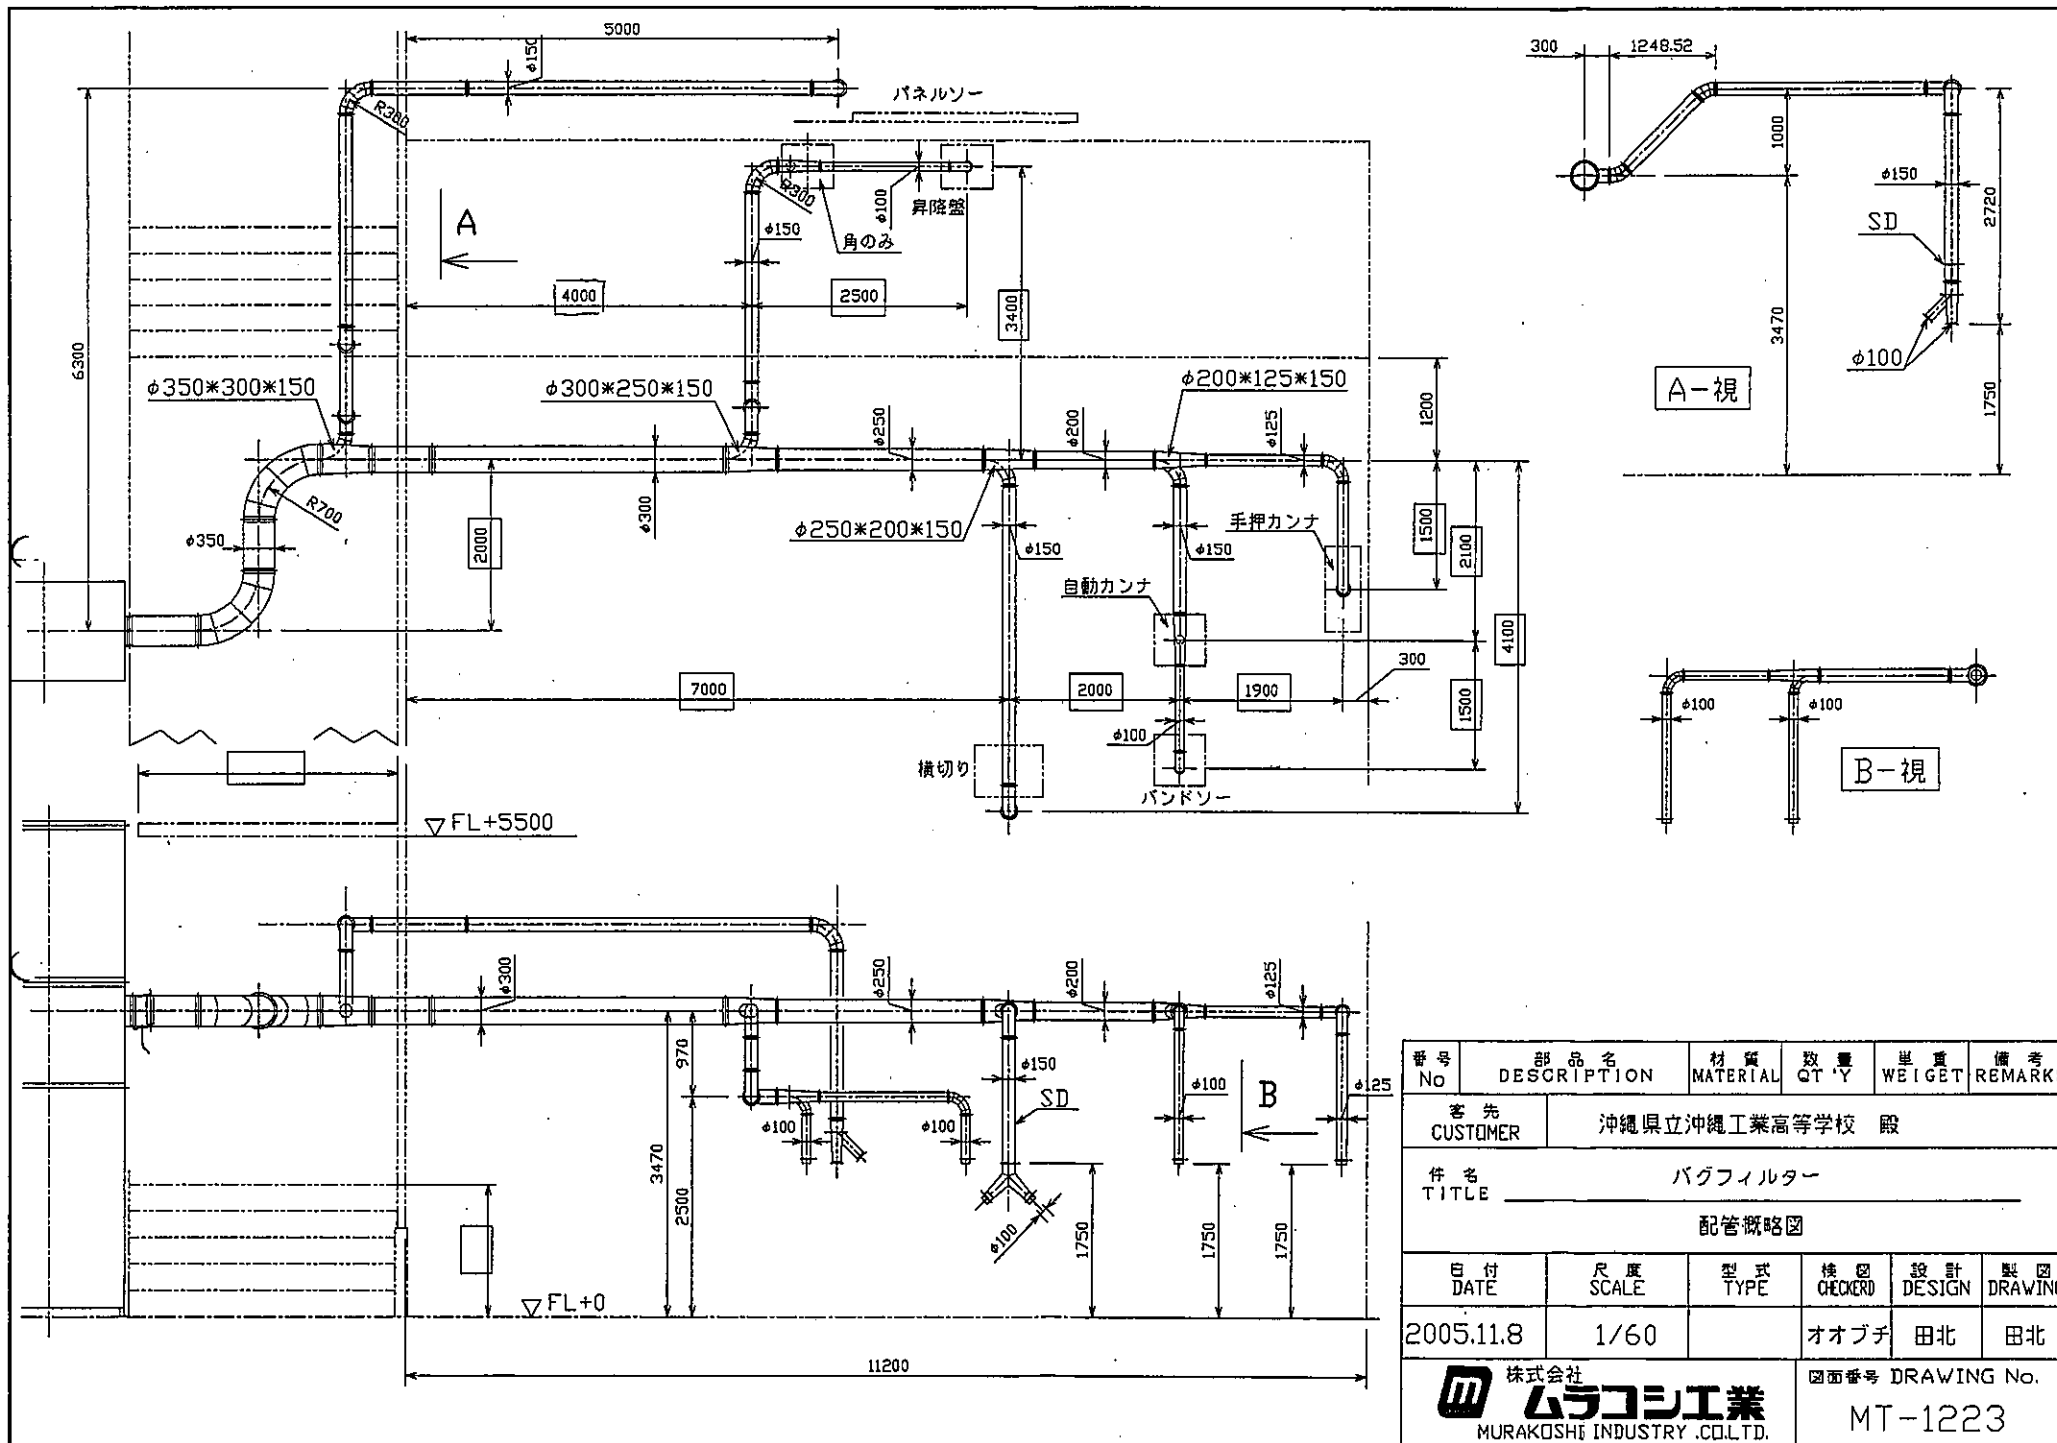 5000
φ150
R300
パネルソー
6300
A
R300
φ100
昇降盤
φ150
角のみ
4000
2500
3400
φ350*300*150
φ300*250*150
φ200*125*150
1200
φ250
φ200
φ125
R700
φ350
φ300
2000
φ250*200*150
φ150
φ150
手押カンナ
自動カンナ
1500
2100
4100
300
7000
2000
1900
1500
φ100
横切り
バンドソー
300
1248.52
1000
φ150
SD
2720
3470
φ100
1750
A-視
φ100
φ100
B-視
▽ FL+5500
φ300
φ250
φ200
φ125
970
φ150
φ100
φ125
SD
B
φ100
φ100
3470
2500
φ100
1750
1750
1750
▽ FL+0
11200
番号 部品名 材質 数量 単重 備考
No DESCRIPTION MATERIAL QT'Y WEIGET REMARK
客先 沖縄県立沖縄工業高等学校 殿
CUSTOMER
件名 バグフィルター
TITLE
配管概略図
日付 尺度 型式 検図 設計 製図
DATE SCALE TYPE CHECKERD DESIGN DRAWING
2005.11.8 1/60 オオブチ 田北 田北
株式会社
ムラコシ工業
MURAKOSHI INDUSTRY .CO.LTD.
図面番号 DRAWING No.
MT-1223